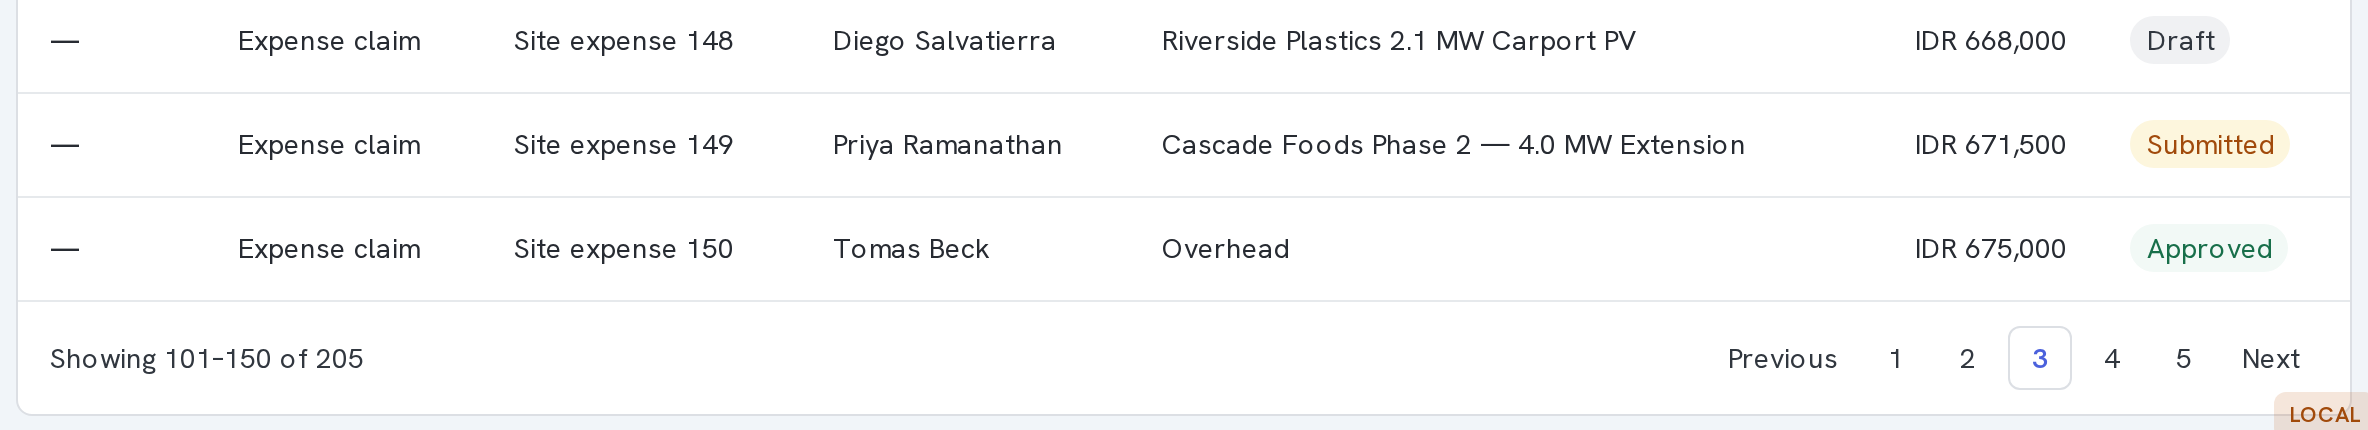 — Expense claim Site expense 148 Diego Salvatierra Riverside Plastics 2.1 MW Carport PV IDR 668,000 Draft
— Expense claim Site expense 149 Priya Ramanathan Cascade Foods Phase 2 — 4.0 MW Extension IDR 671,500 Submitted
— Expense claim Site expense 150 Tomas Beck Overhead IDR 675,000 Approved
Showing 101–150 of 205 Previous 1 2 3 4 5 Next
LOCAL